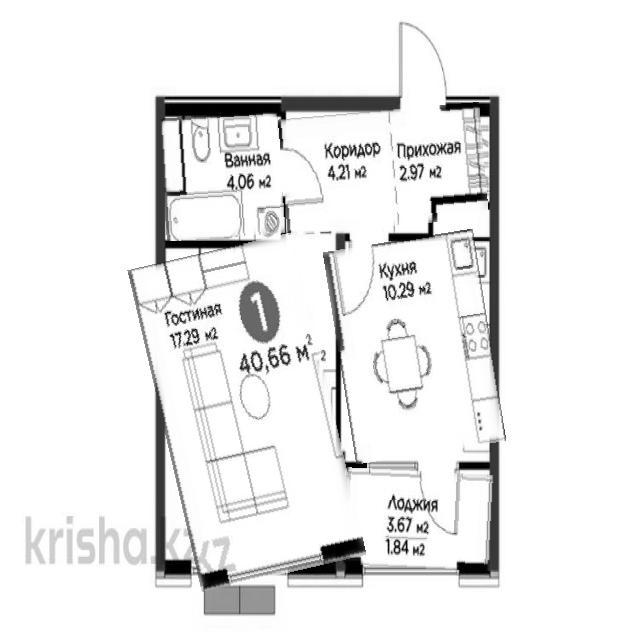 Ванная
4.06 м2
Коридор
4.21 м2
Прихожая
2.97 м2
Кухня
10.29 м2
Гостиная
17.29 м2
1
40,66 м2
2
Лоджия
3.67 м2
1.84 м2
krisha.kz